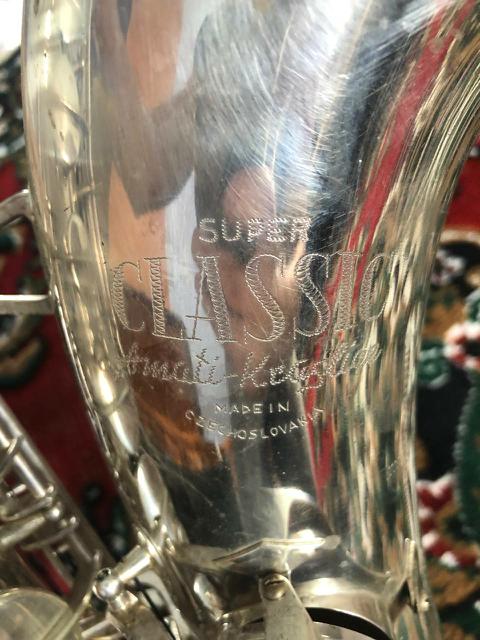 SUPER
CLASSIC
Amati-Kraslice
MADE IN
CZECHOSLOVAKIA